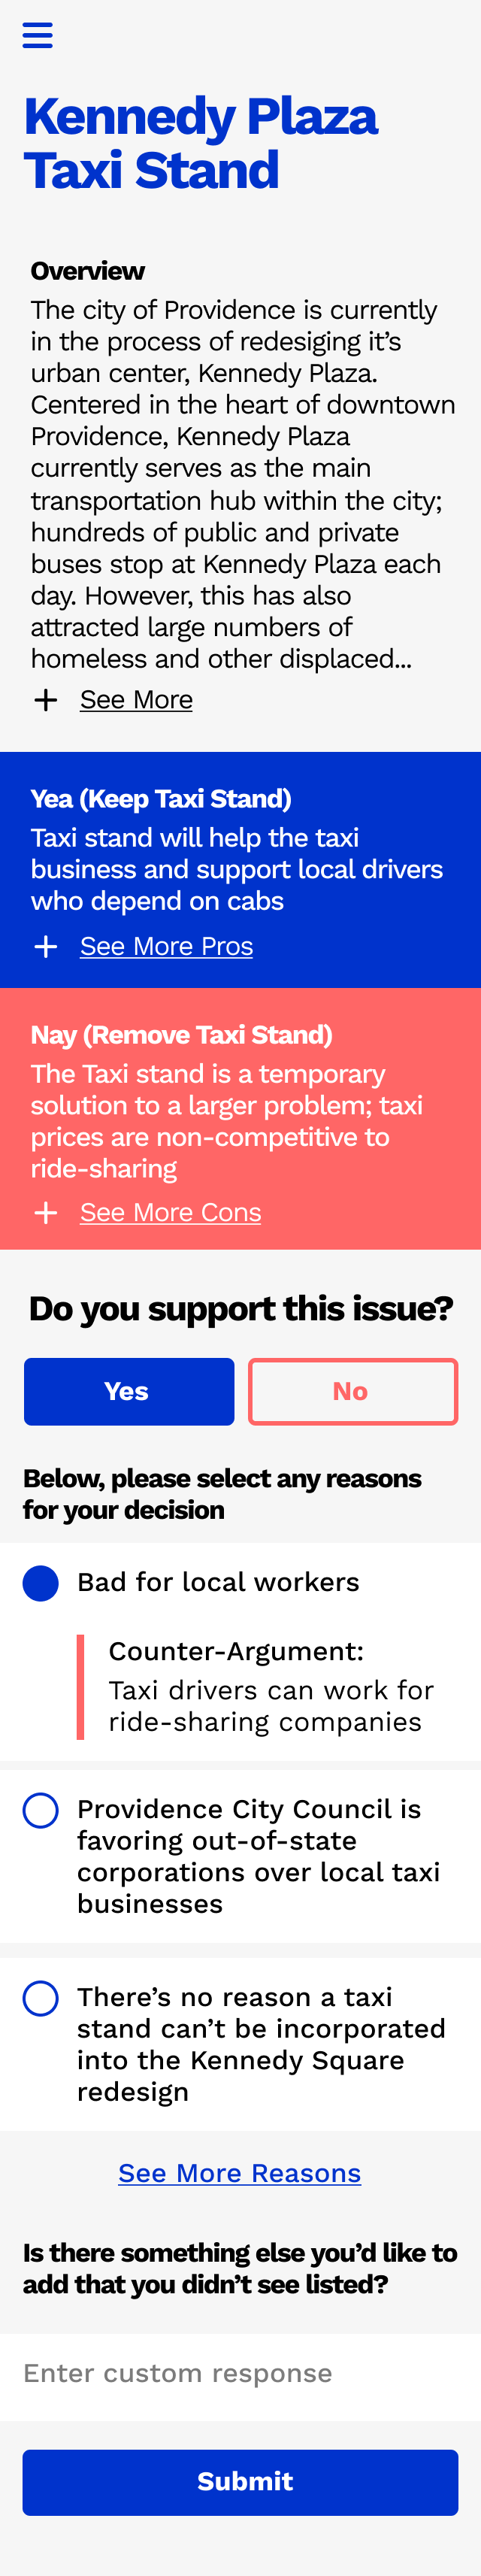 Kennedy Plaza
Taxi Stand
Overview
The city of Providence is currently
in the process of redesiging it’s
urban center, Kennedy Plaza.
Centered in the heart of downtown
Providence, Kennedy Plaza
currently serves as the main
transportation hub within the city;
hundreds of public and private
buses stop at Kennedy Plaza each
day. However, this has also
attracted large numbers of
homeless and other displaced...
+ See More
Yea (Keep Taxi Stand)
Taxi stand will help the taxi
business and support local drivers
who depend on cabs
+ See More Pros
Nay (Remove Taxi Stand)
The Taxi stand is a temporary
solution to a larger problem; taxi
prices are non-competitive to
ride-sharing
+ See More Cons
Do you support this issue?
Yes No
Below, please select any reasons
for your decision
Bad for local workers
Counter-Argument:
Taxi drivers can work for
ride-sharing companies
Providence City Council is
favoring out-of-state
corporations over local taxi
businesses
There’s no reason a taxi
stand can’t be incorporated
into the Kennedy Square
redesign
See More Reasons
Is there something else you’d like to
add that you didn’t see listed?
Enter custom response
Submit